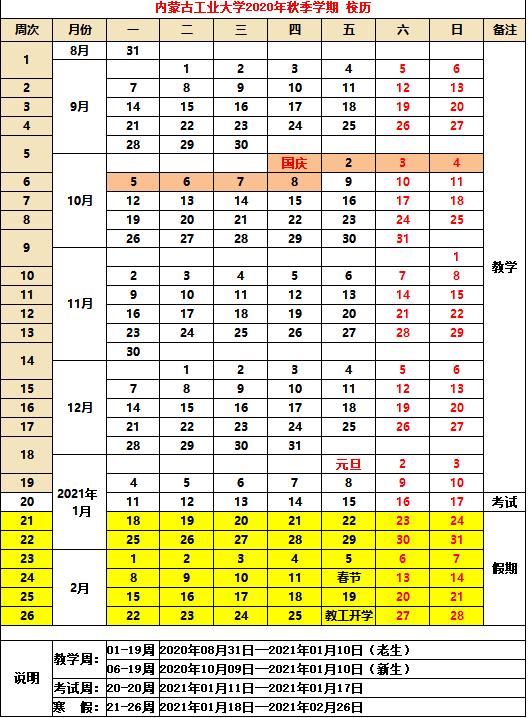 内蒙古工业大学2020年秋季学期 校历
周次 月份 一 二 三 四 五 六 日 备注
1 8月 31
9月 1 2 3 4 5 6
2 7 8 9 10 11 12 13
3 14 15 16 17 18 19 20
4 21 22 23 24 25 26 27
5 28 29 30
10月 国庆 2 3 4
6 5 6 7 8 9 10 11
7 12 13 14 15 16 17 18
8 19 20 21 22 23 24 25
9 26 27 28 29 30 31
11月 1 教学
10 2 3 4 5 6 7 8
11 9 10 11 12 13 14 15
12 16 17 18 19 20 21 22
13 23 24 25 26 27 28 29
14 30
12月 1 2 3 4 5 6
15 7 8 9 10 11 12 13
16 14 15 16 17 18 19 20
17 21 22 23 24 25 26 27
18 28 29 30 31
2021年1月 元旦 2 3
19 4 5 6 7 8 9 10
20 11 12 13 14 15 16 17 考试
21 18 19 20 21 22 23 24
22 25 26 27 28 29 30 31
23 2月 1 2 3 4 5 6 7 假期
24 8 9 10 11 春节 13 14
25 15 16 17 18 19 20 21
26 22 23 24 25 教工开学 27 28
说明 教学周: 01-19周 2020年08月31日——2021年01月10日(老生)
06-19周 2020年10月09日——2021年01月10日(新生)
考试周: 20-20周 2021年01月11日——2021年01月17日
寒 假: 21-26周 2021年01月18日——2021年02月26日